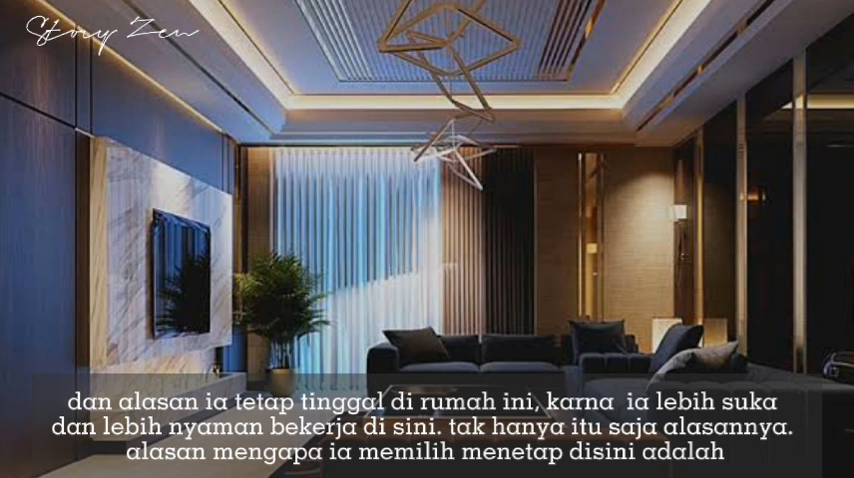 Story Zen
dan alasan ia tetap tinggal di rumah ini, karna  ia lebih suka
dan lebih nyaman bekerja di sini. tak hanya itu saja alasannya.
alasan mengapa ia memilih menetap disini adalah